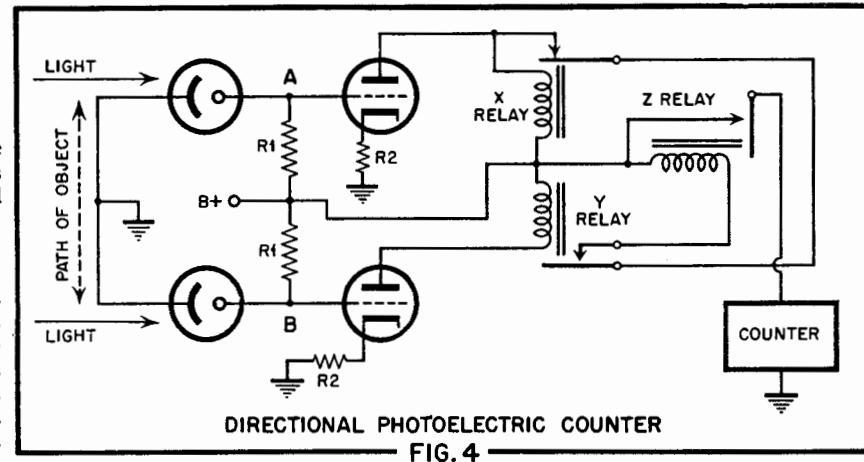 LIGHT
A
X
RELAY
Z RELAY
R1
R2
PATH OF OBJECT
B+
Y
RELAY
R1
B
LIGHT
R2
COUNTER
DIRECTIONAL PHOTOELECTRIC COUNTER
FIG. 4